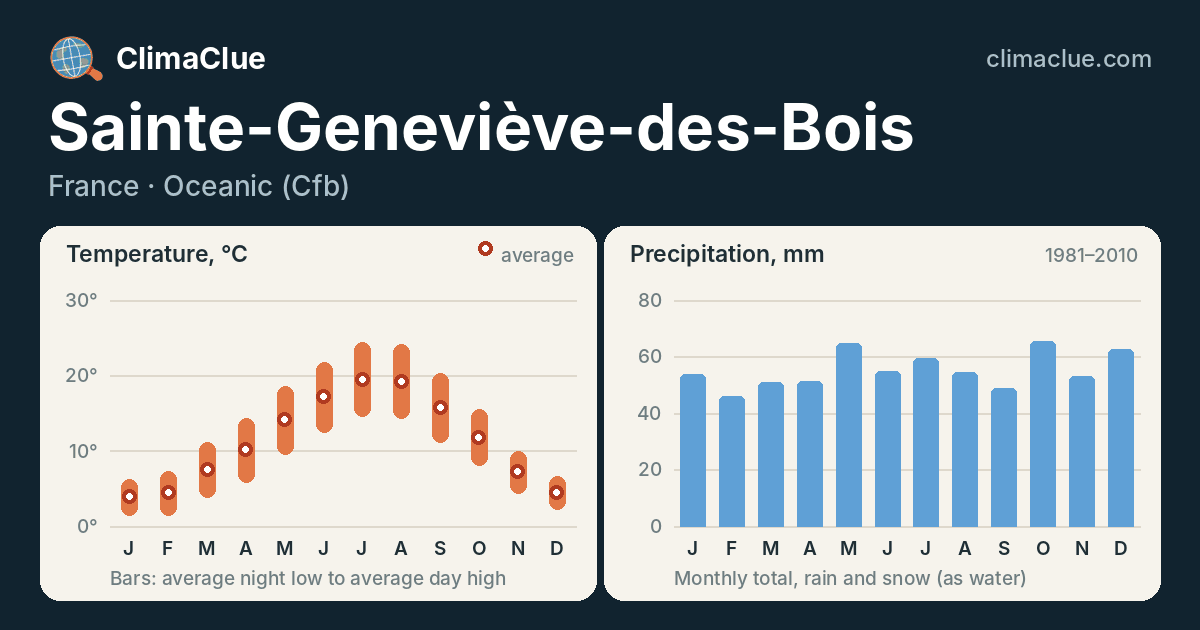 ClimaClue
climaclue.com
Sainte-Geneviève-des-Bois
France · Oceanic (Cfb)
Temperature, °C
average
30°
20°
10°
0°
J F M A M J J A S O N D
Bars: average night low to average day high
Precipitation, mm
1981–2010
80
60
40
20
0
J F M A M J J A S O N D
Monthly total, rain and snow (as water)